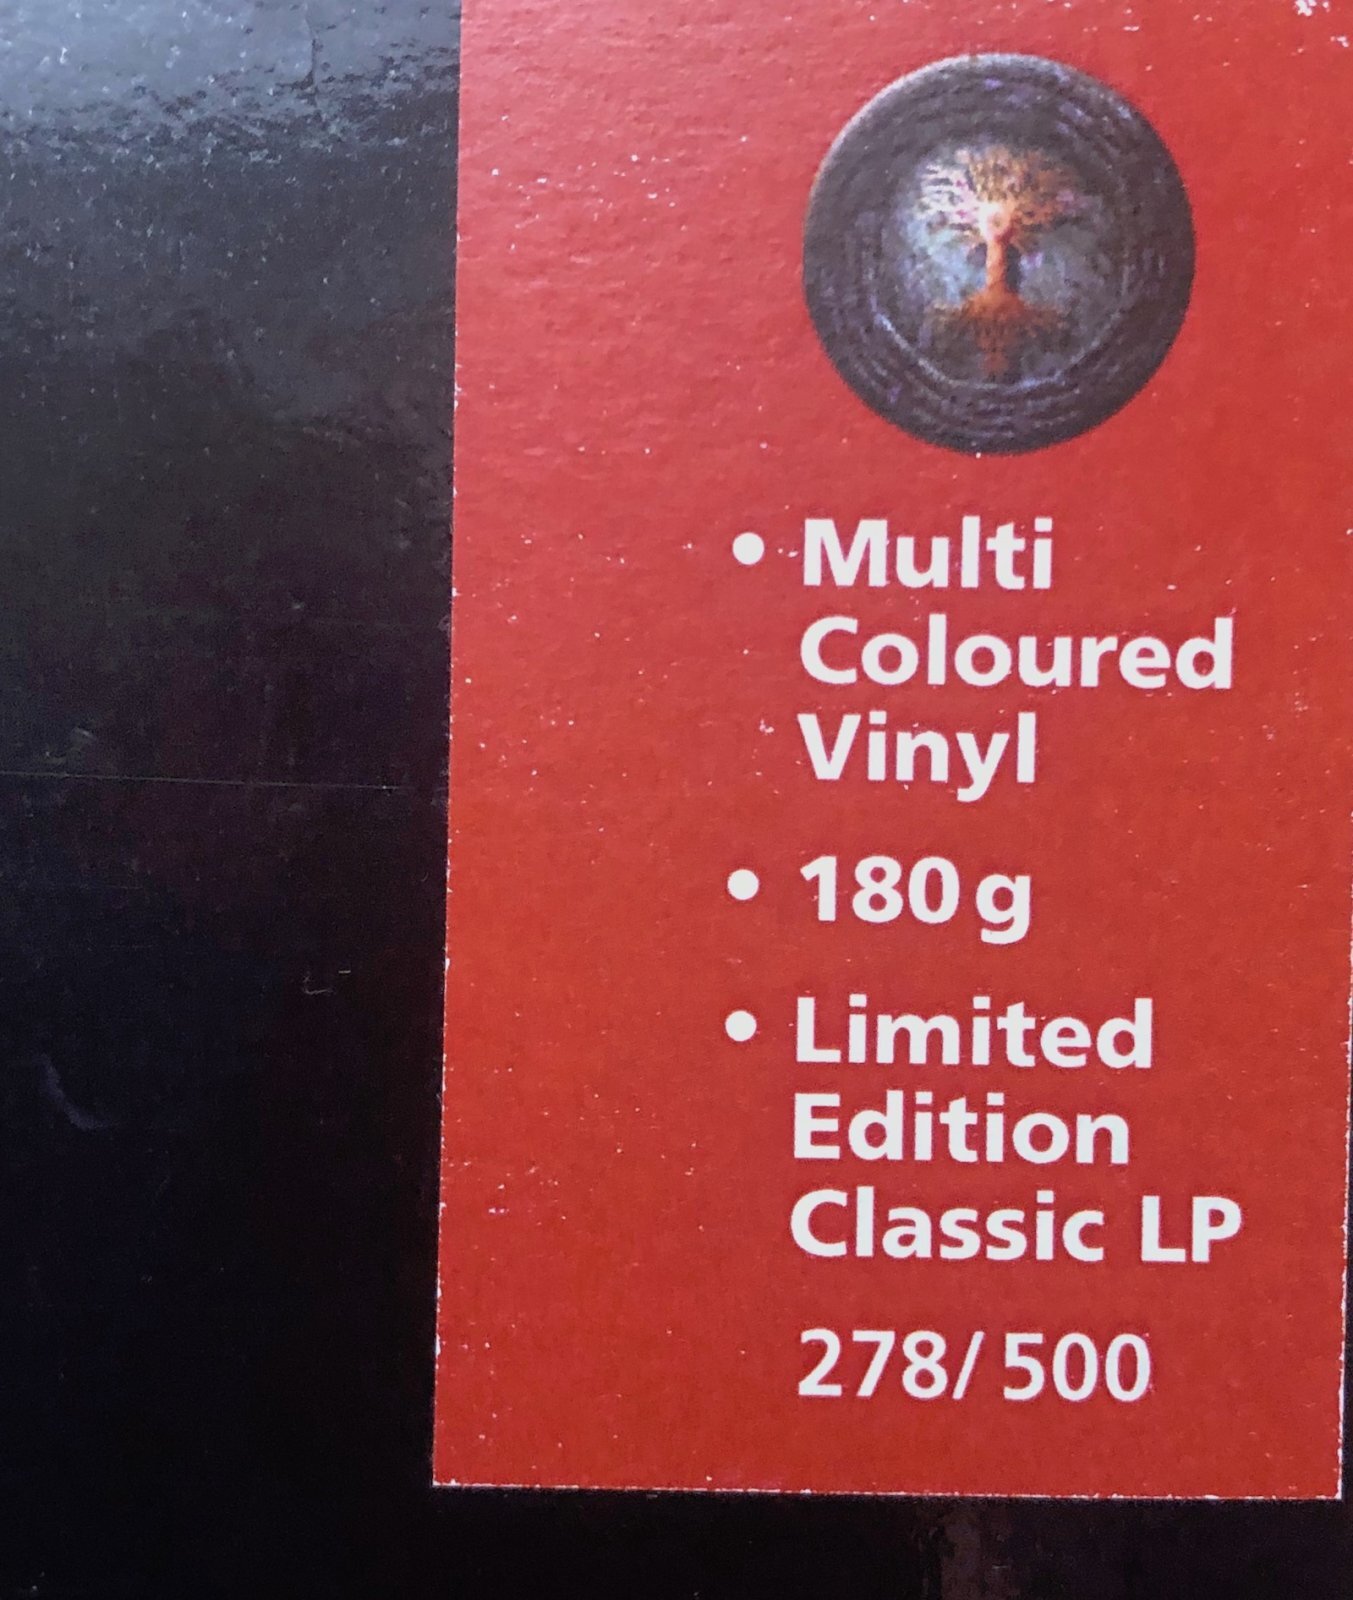 • Multi
Coloured
Vinyl
• 180 g
• Limited
Edition
Classic LP
278/ 500